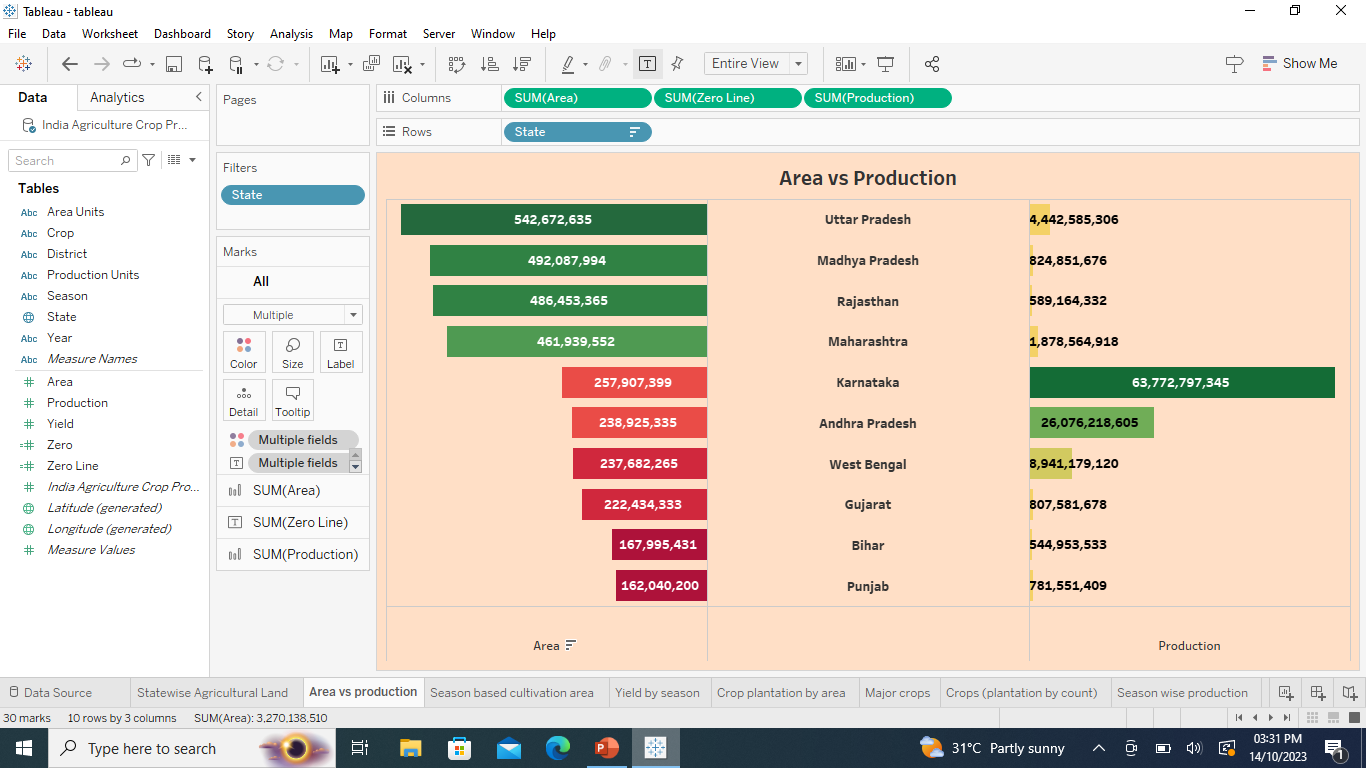 Tableau - tableau
File Data Worksheet Dashboard Story Analysis Map Format Server Window Help
Entire View
Show Me
Data Analytics
India Agriculture Crop Pr...
Search
Tables
Abc Area Units
Abc Crop
Abc District
Abc Production Units
Abc Season
State
Abc Year
Abc Measure Names
# Area
# Production
# Yield
=# Zero
=# Zero Line
# India Agriculture Crop Pro...
Latitude (generated)
Longitude (generated)
# Measure Values
Pages
Filters
State
Marks
All
Multiple
Color Size T Label
Detail Tooltip
Multiple fields
T Multiple fields
SUM(Area)
T SUM(Zero Line)
SUM(Production)
Columns SUM(Area) SUM(Zero Line) SUM(Production)
Rows State
Area vs Production
542,672,635 Uttar Pradesh 4,442,585,306
492,087,994 Madhya Pradesh 824,851,676
486,453,365 Rajasthan 589,164,332
461,939,552 Maharashtra 1,878,564,918
257,907,399 Karnataka 63,772,797,345
238,925,335 Andhra Pradesh 26,076,218,605
237,682,265 West Bengal 8,941,179,120
222,434,333 Gujarat 807,581,678
167,995,431 Bihar 544,953,533
162,040,200 Punjab 781,551,409
Area Production
Data Source Statewise Agricultural Land Area vs production Season based cultivation area Yield by season Crop plantation by area Major crops Crops (plantation by count) Season wise production
30 marks 10 rows by 3 columns SUM(Area): 3,270,138,510
Type here to search
31°C Partly sunny
03:31 PM
14/10/2023
1